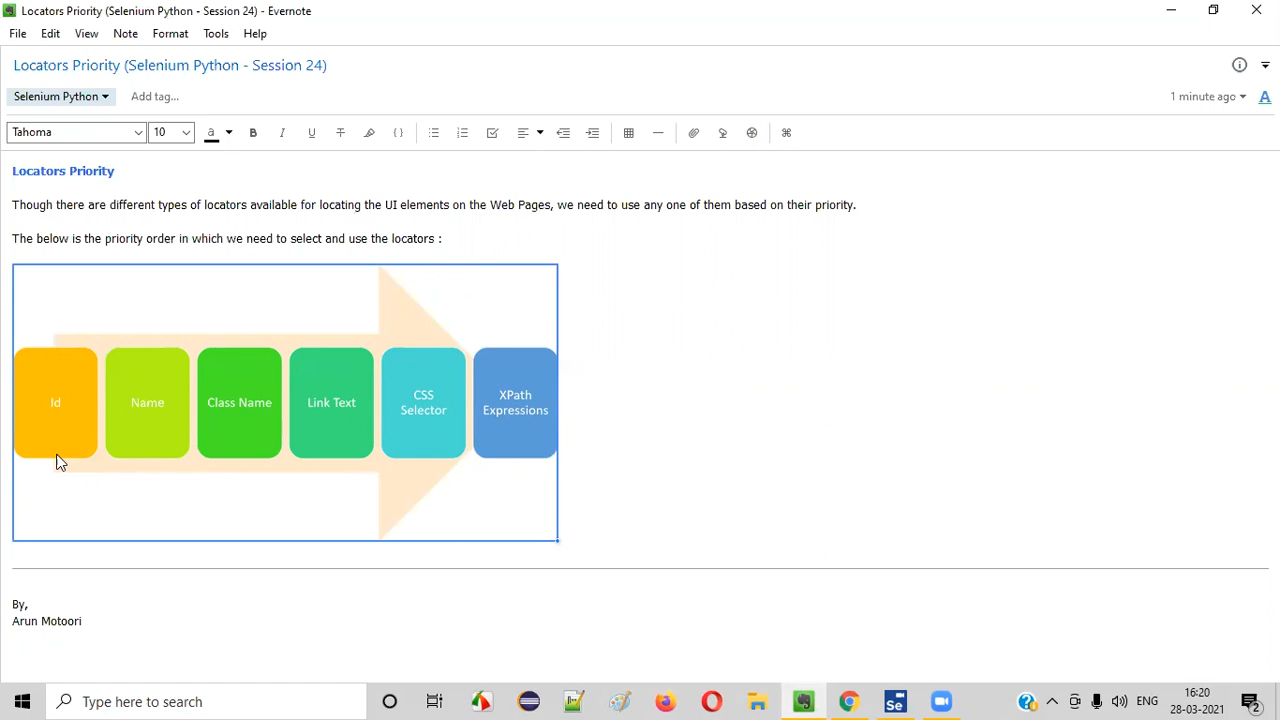 Locators Priority (Selenium Python - Session 24) - Evernote
File Edit View Note Format Tools Help
Locators Priority (Selenium Python - Session 24)
Selenium Python Add tag... 1 minute ago
Tahoma 10 a B I U T
Locators Priority
Though there are different types of locators available for locating the UI elements on the Web Pages, we need to use any one of them based on their priority.
The below is the priority order in which we need to select and use the locators :
Id Name Class Name Link Text CSS Selector XPath Expressions
By,
Arun Motoori
Type here to search Se ENG 16:20
28-03-2021 2